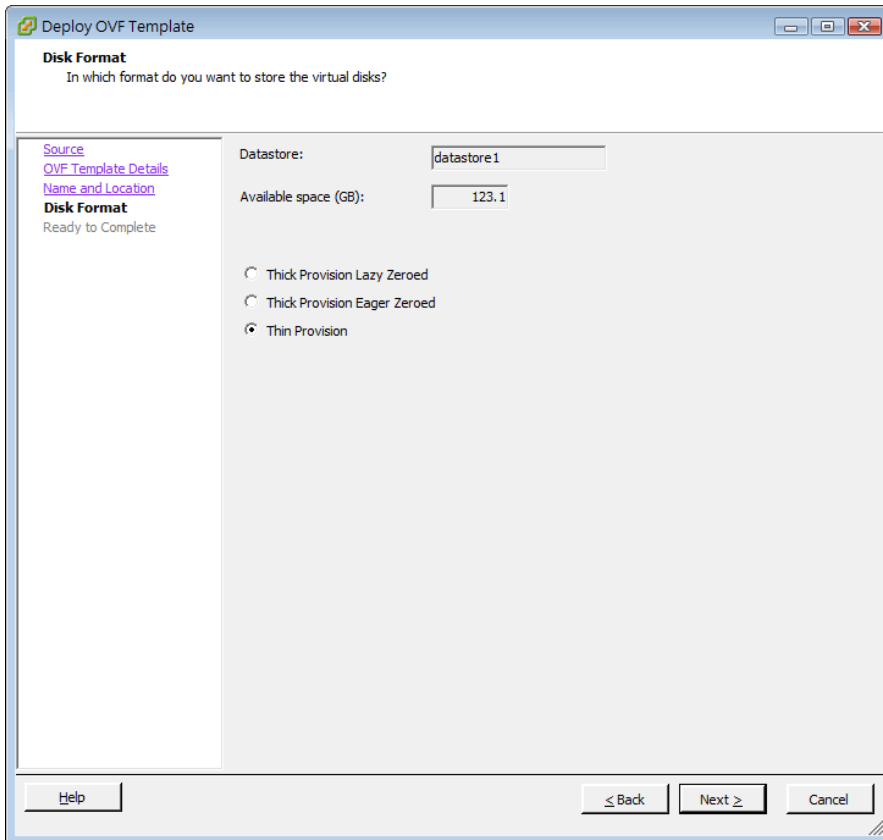 Deploy OVF Template
Disk Format
In which format do you want to store the virtual disks?
Source
OVF Template Details
Name and Location
Disk Format
Ready to Complete
Datastore:
datastore1
Available space (GB):
123.1
Thick Provision Lazy Zeroed
Thick Provision Eager Zeroed
Thin Provision
Help
< Back
Next >
Cancel